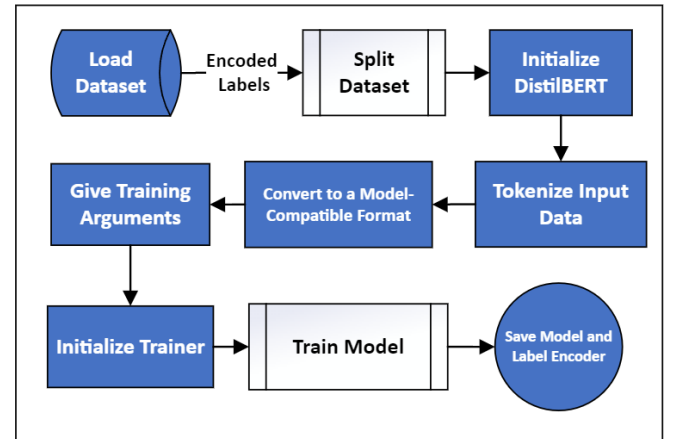 Load
Dataset
Encoded
Labels
Split
Dataset
Initialize
DistilBERT
Tokenize Input
Data
Convert to a Model-
Compatible Format
Give Training
Arguments
Initialize Trainer
Train Model
Save Model and
Label Encoder